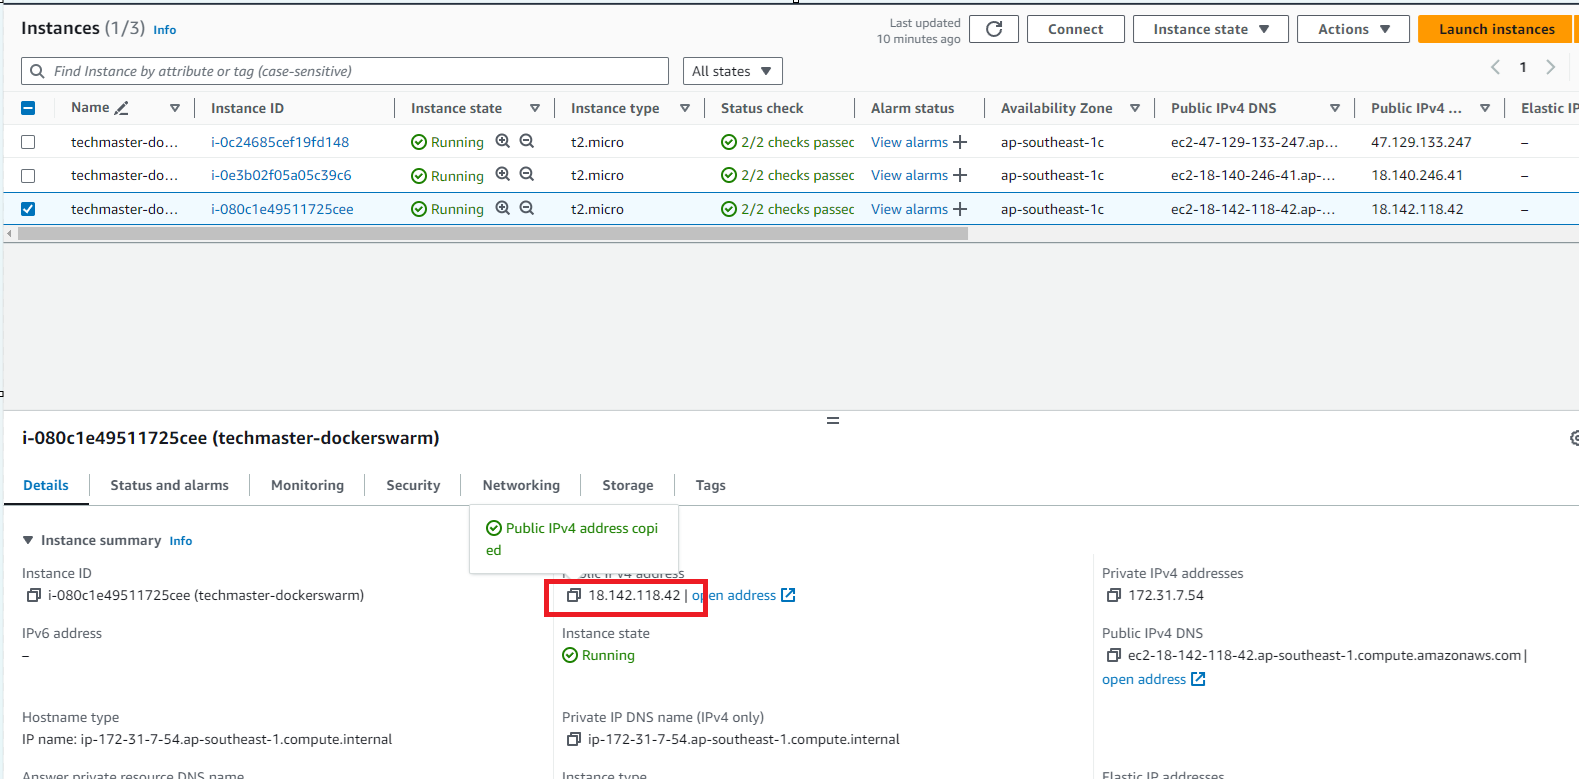 Instances (1/3) Info
Last updated
10 minutes ago
Connect
Instance state
Actions
Launch instances
Find Instance by attribute or tag (case-sensitive)
All states
1
Name Instance ID Instance state Instance type Status check Alarm status Availability Zone Public IPv4 DNS Public IPv4 ... Elastic IP
techmaster-do... i-0c24685cef19fd148 Running t2.micro 2/2 checks passec View alarms ap-southeast-1c ec2-47-129-133-247.ap... 47.129.133.247 –
techmaster-do... i-0e3b02f05a05c39c6 Running t2.micro 2/2 checks passec View alarms ap-southeast-1c ec2-18-140-246-41.ap-... 18.140.246.41 –
techmaster-do... i-080c1e49511725cee Running t2.micro 2/2 checks passec View alarms ap-southeast-1c ec2-18-142-118-42.ap-... 18.142.118.42 –
i-080c1e49511725cee (techmaster-dockerswarm)
Details Status and alarms Monitoring Security Networking Storage Tags
Public IPv4 address copi
ed
Instance summary Info
Instance ID
i-080c1e49511725cee (techmaster-dockerswarm)
Public IPv4 address
18.142.118.42 | open address
Private IPv4 addresses
172.31.7.54
IPv6 address
–
Instance state
Running
Public IPv4 DNS
ec2-18-142-118-42.ap-southeast-1.compute.amazonaws.com |
open address
Hostname type
IP name: ip-172-31-7-54.ap-southeast-1.compute.internal
Private IP DNS name (IPv4 only)
ip-172-31-7-54.ap-southeast-1.compute.internal
Answer private resource DNS name
Instance type
Elastic IP addresses